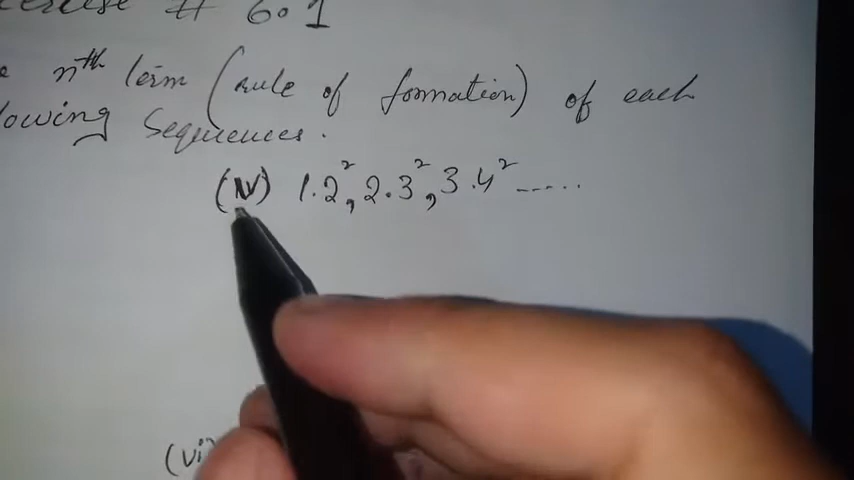 # 6.1
nth term (rule of formation) of each
lowing Sequences.
(iv) 1.2², 2.3², 3.4² .....
(vi)